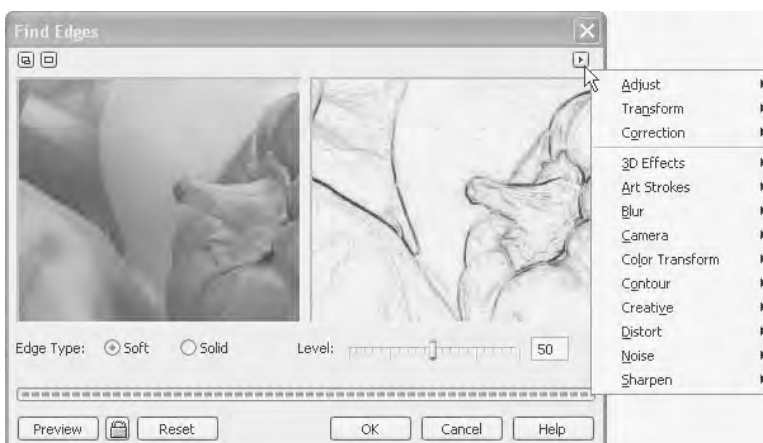 Find Edges
Adjust
Transform
Correction
3D Effects
Art Strokes
Blur
Camera
Color Transform
Contour
Creative
Distort
Noise
Sharpen
Edge Type: Soft Solid Level: 50
Preview Reset OK Cancel Help